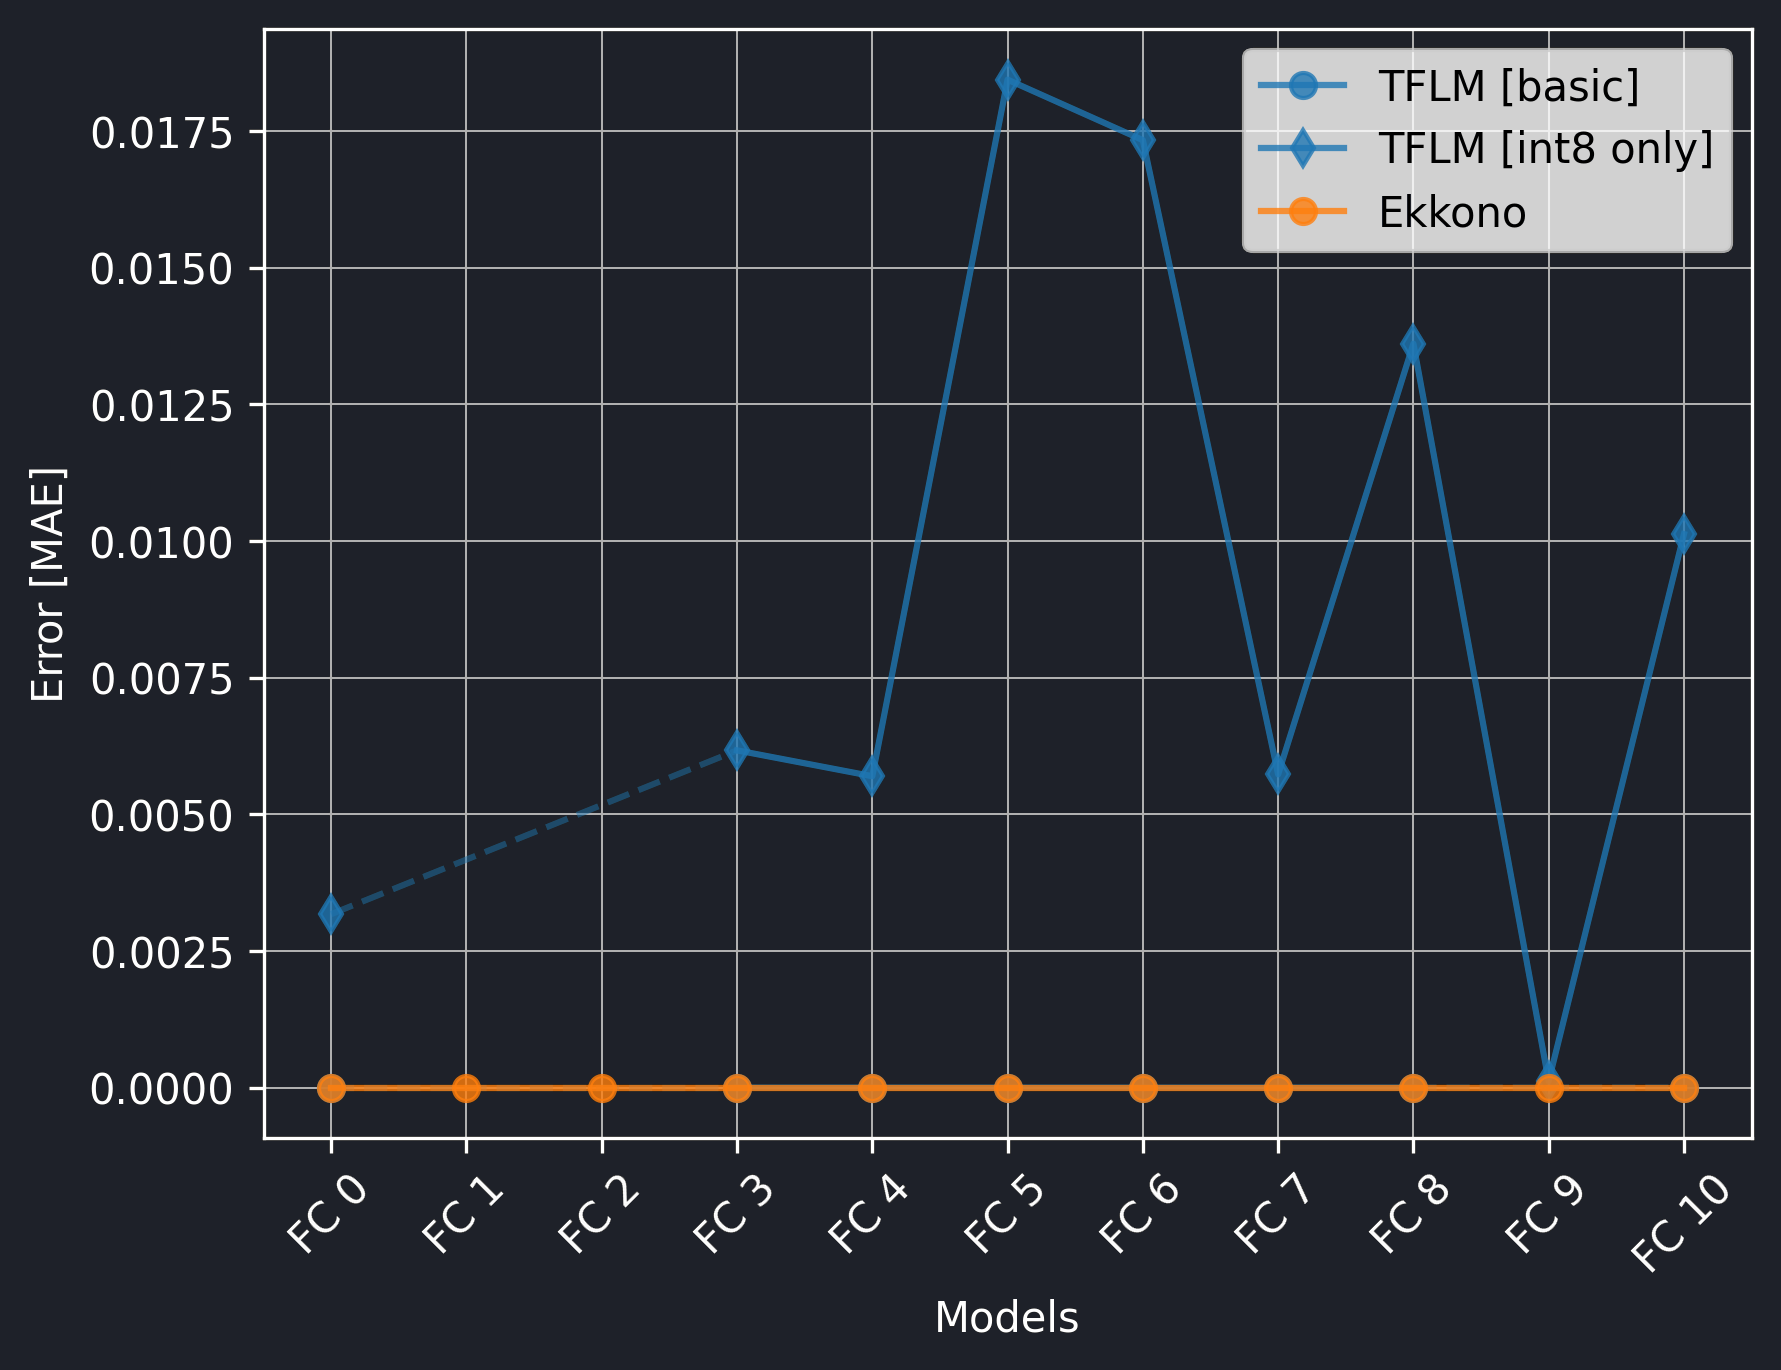 TFLM [basic]
TFLM [int8 only]
Ekkono
0.0175
0.0150
0.0125
0.0100
0.0075
0.0050
0.0025
0.0000
Error [MAE]
FC 0
FC 1
FC 2
FC 3
FC 4
FC 5
FC 6
FC 7
FC 8
FC 9
FC 10
Models